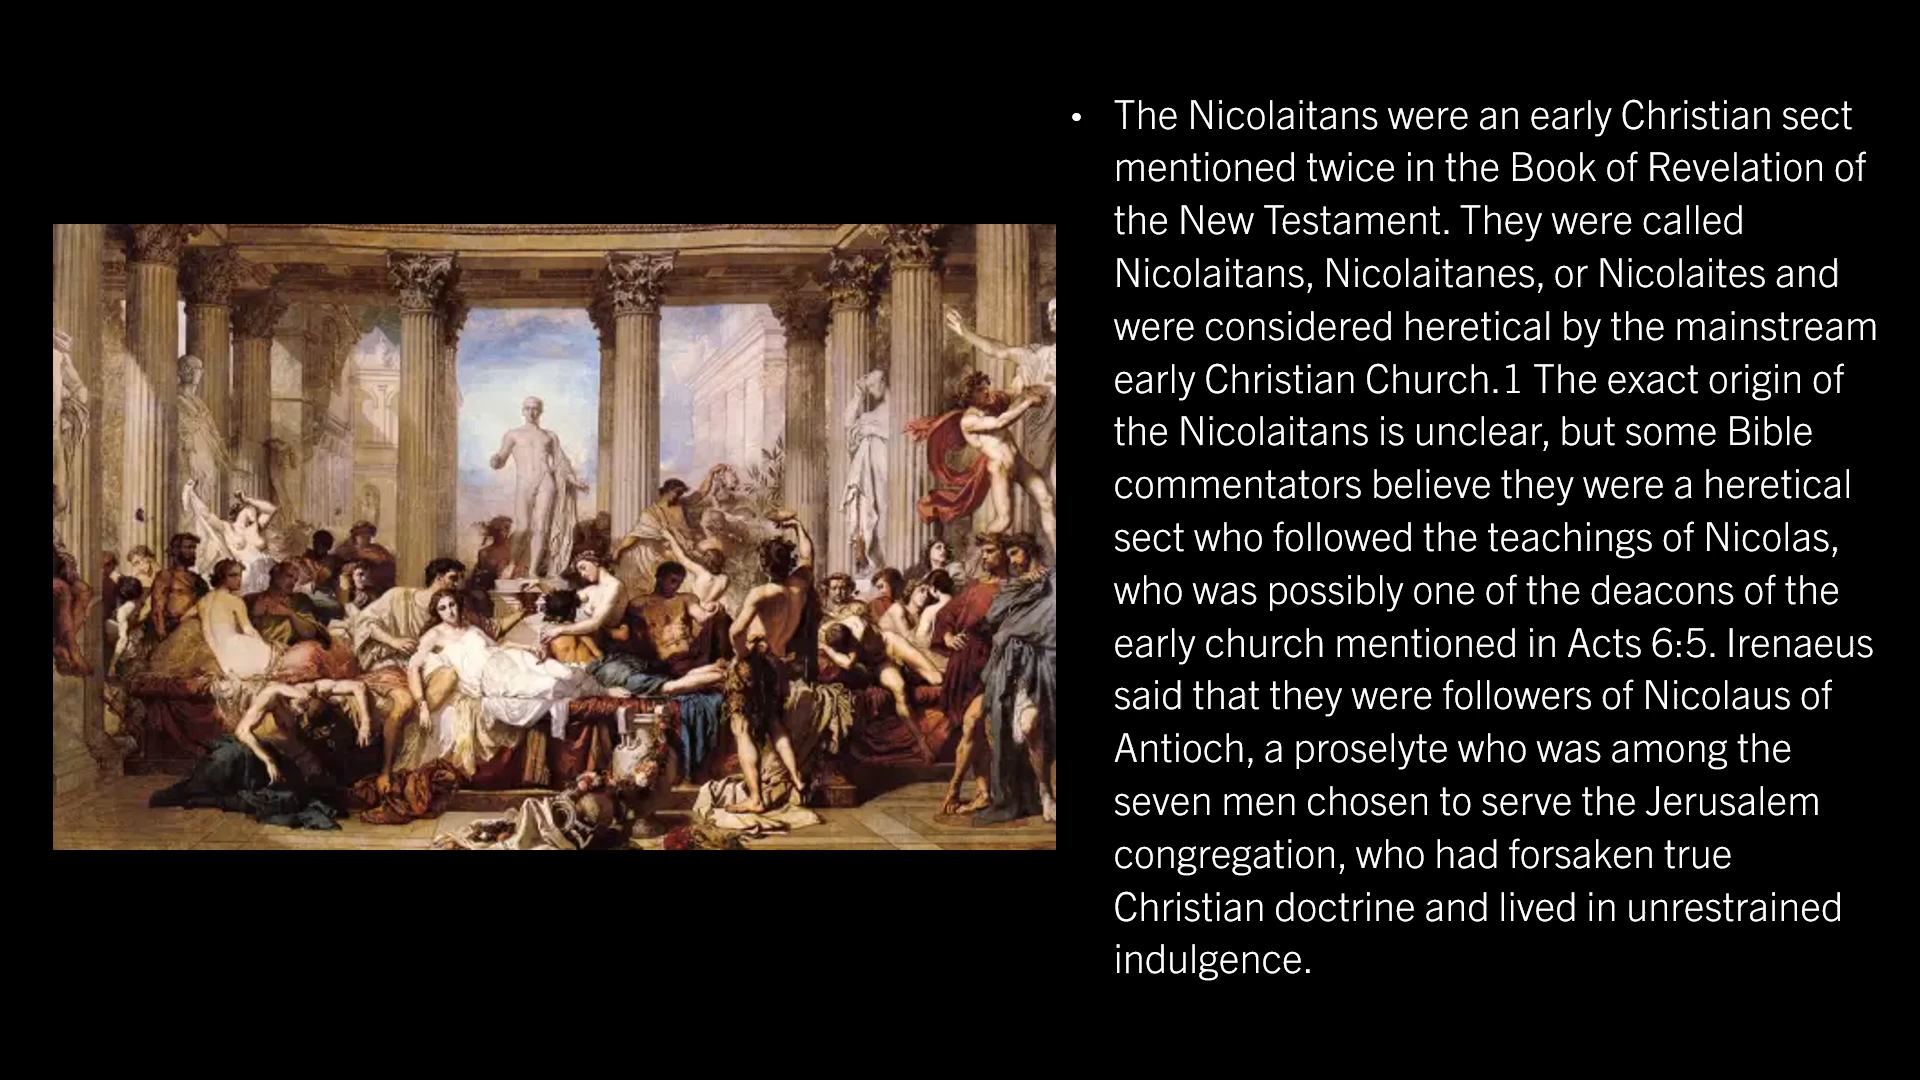 • The Nicolaitans were an early Christian sect
mentioned twice in the Book of Revelation of
the New Testament. They were called
Nicolaitans, Nicolaitanes, or Nicolaites and
were considered heretical by the mainstream
early Christian Church.1 The exact origin of
the Nicolaitans is unclear, but some Bible
commentators believe they were a heretical
sect who followed the teachings of Nicolas,
who was possibly one of the deacons of the
early church mentioned in Acts 6:5. Irenaeus
said that they were followers of Nicolaus of
Antioch, a proselyte who was among the
seven men chosen to serve the Jerusalem
congregation, who had forsaken true
Christian doctrine and lived in unrestrained
indulgence.